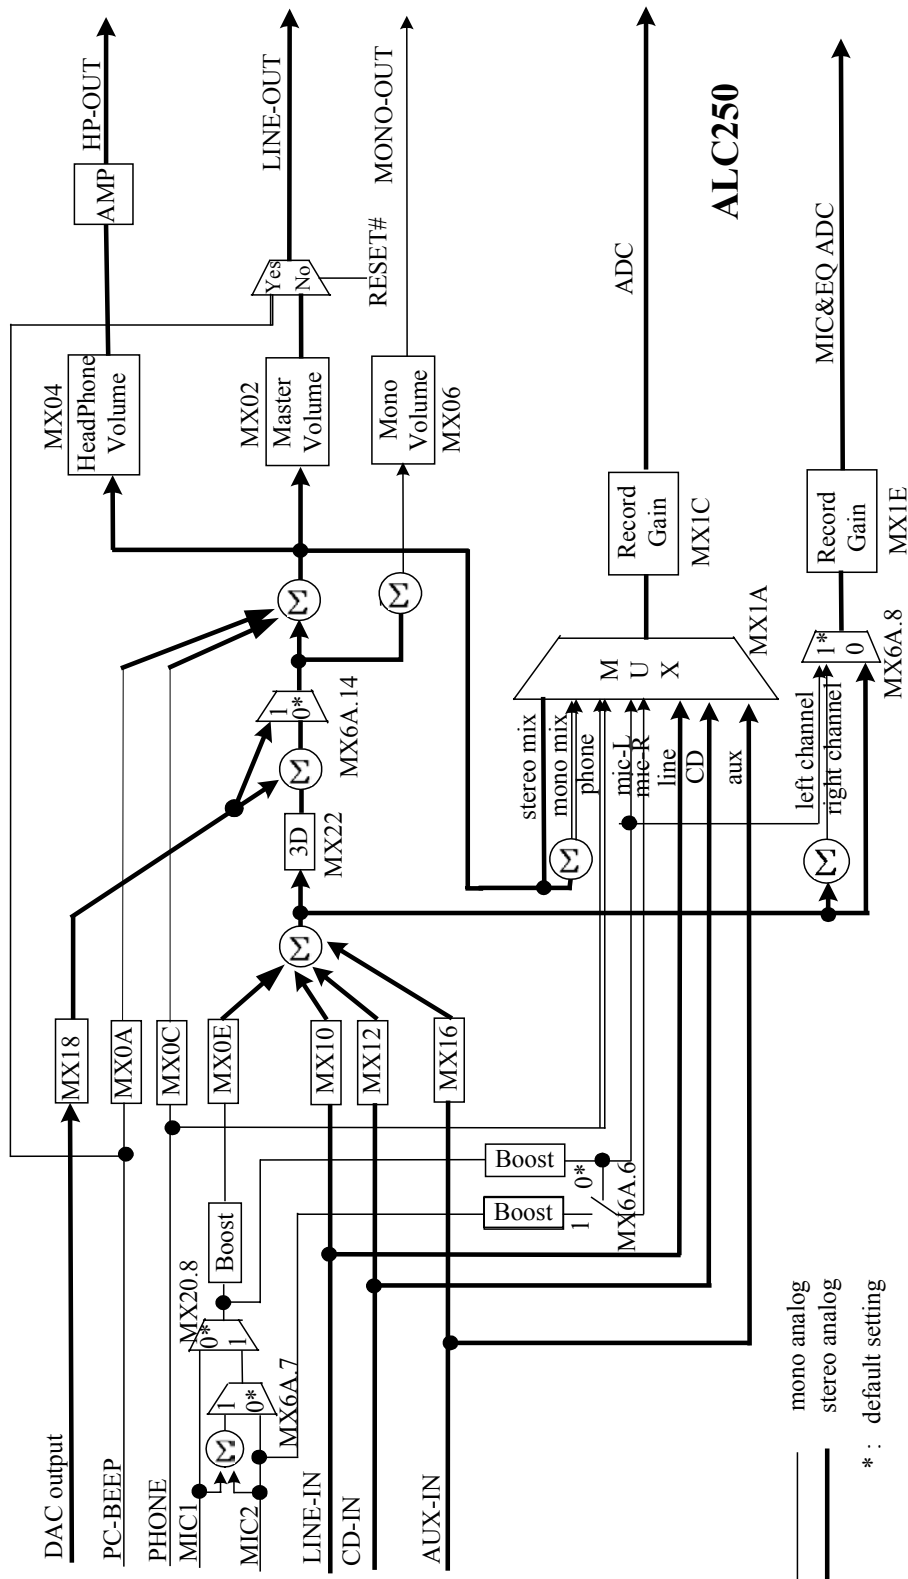 DAC output
PC-BEEP
PHONE
MIC1
MIC2
LINE-IN
CD-IN
AUX-IN
Σ
1
0*
MX6A.7
0*
1
MX20.8
Boost
MX18
MX0A
MX0C
MX0E
MX10
MX12
MX16
Boost
Boost
0*
1
MX6A.6
Σ
3D
MX22
Σ
1
0*
MX6A.14
Σ
Σ
MX04
HeadPhone
Volume
MX02
Master
Volume
Mono
Volume
MX06
AMP
HP-OUT
Yes
No
RESET#
LINE-OUT
MONO-OUT
Σ
stereo mix
mono mix
phone
mic-L
mic-R
line
CD
aux
M
U
X
MX1A
Record
Gain
MX1C
ADC
Σ
left channel
right channel
1*
0
MX6A.8
Record
Gain
MX1E
MIC&EQ ADC
ALC250
mono analog
stereo analog
* : default setting